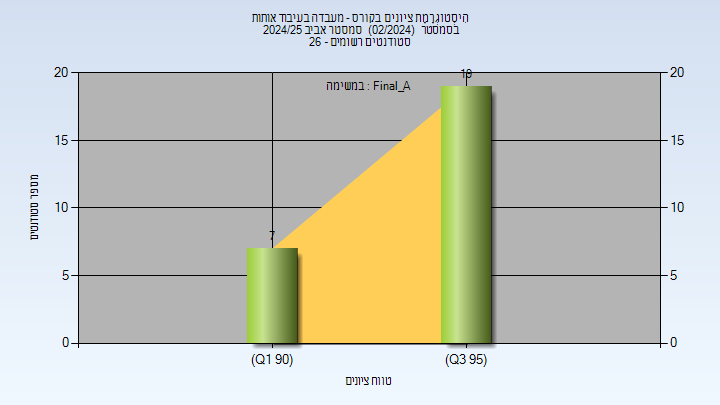 היסטוגרמת ציונים בקורס - מעבדה בעיבוד אותות
בסמסטר (02/2024) סמסטר אביב 2024/25
סטודנטים רשומים - 26
במשימה : Final_A
20
15
10
5
0
20
15
10
5
0
מספר סטודנטים
7
19
(Q1 90)
(Q3 95)
טווח ציונים